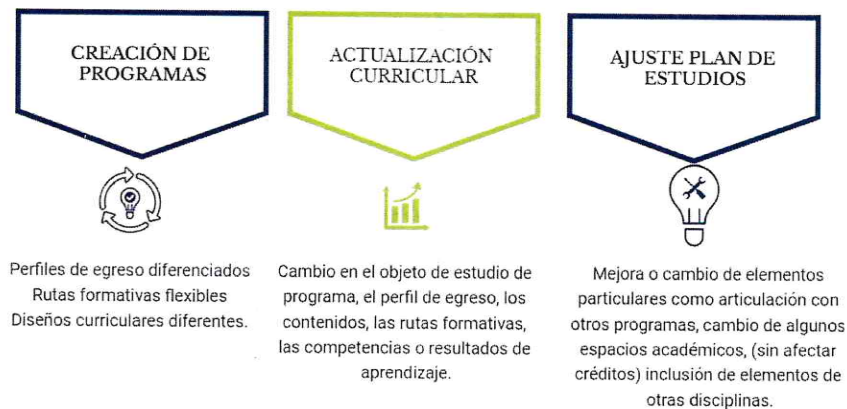 CREACIÓN DE
PROGRAMAS
Perfiles de egreso diferenciados
Rutas formativas flexibles
Diseños curriculares diferentes.
ACTUALIZACIÓN
CURRICULAR
Cambio en el objeto de estudio de
programa, el perfil de egreso, los
contenidos, las rutas formativas,
las competencias o resultados de
aprendizaje.
AJUSTE PLAN DE
ESTUDIOS
Mejora o cambio de elementos
particulares como articulación con
otros programas, cambio de algunos
espacios académicos, (sin afectar
créditos) inclusión de elementos de
otras disciplinas.